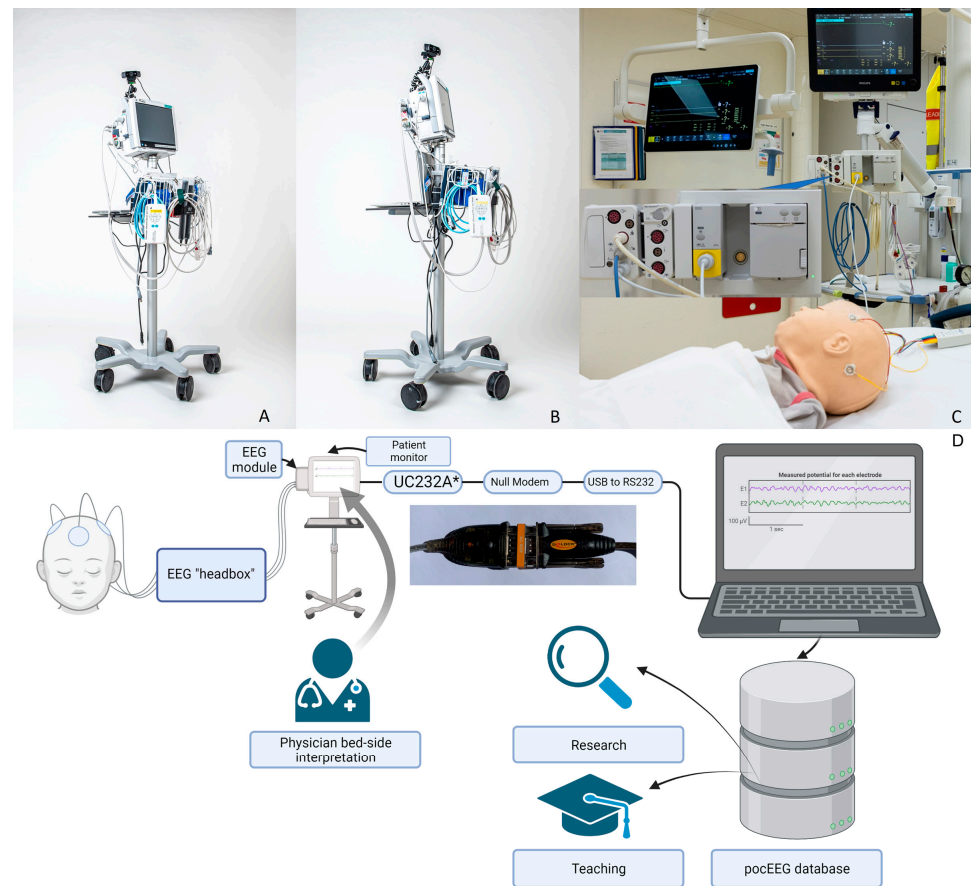 A
B
C
LEAD
D
EEG
module
Patient
monitor
UC232A*
Null Modem
USB to RS232
EEG "headbox"
Measured potential for each electrode
E1
E2
100 µV
1 sec
Physician bed-side
interpretation
Research
Teaching
pocEEG database